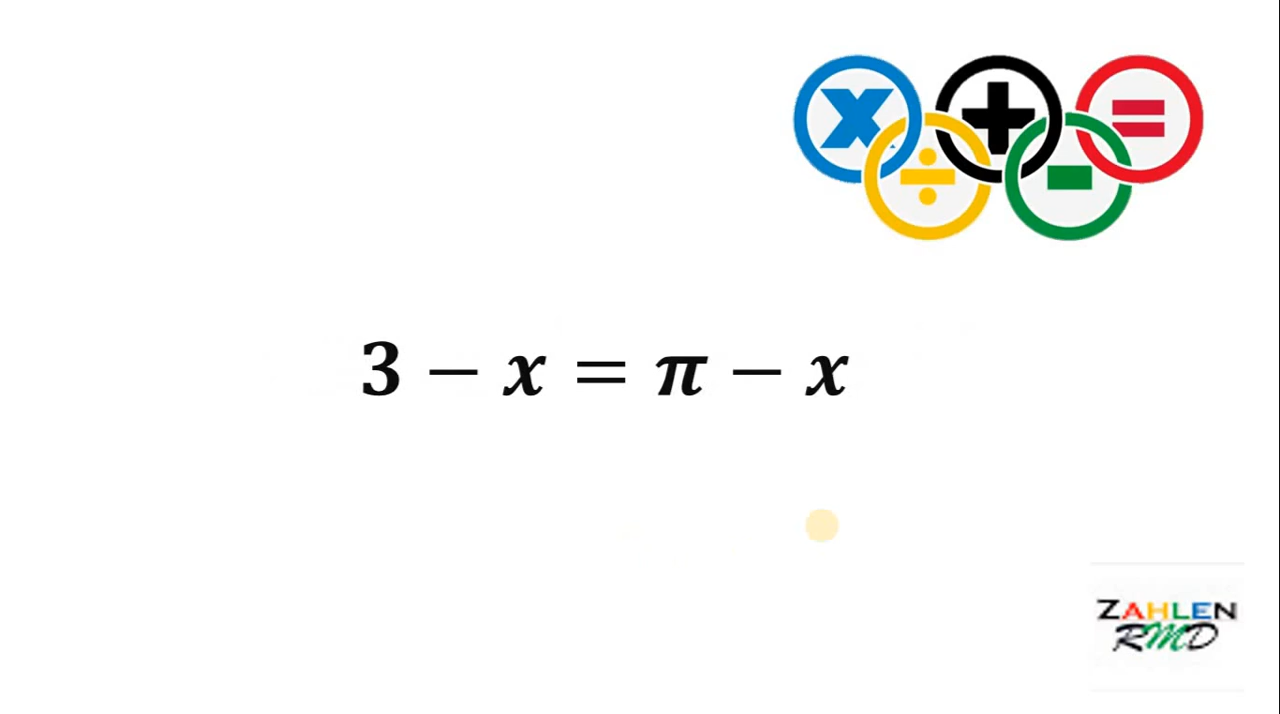 3 − x = π − x
ZAHLEN
RMD